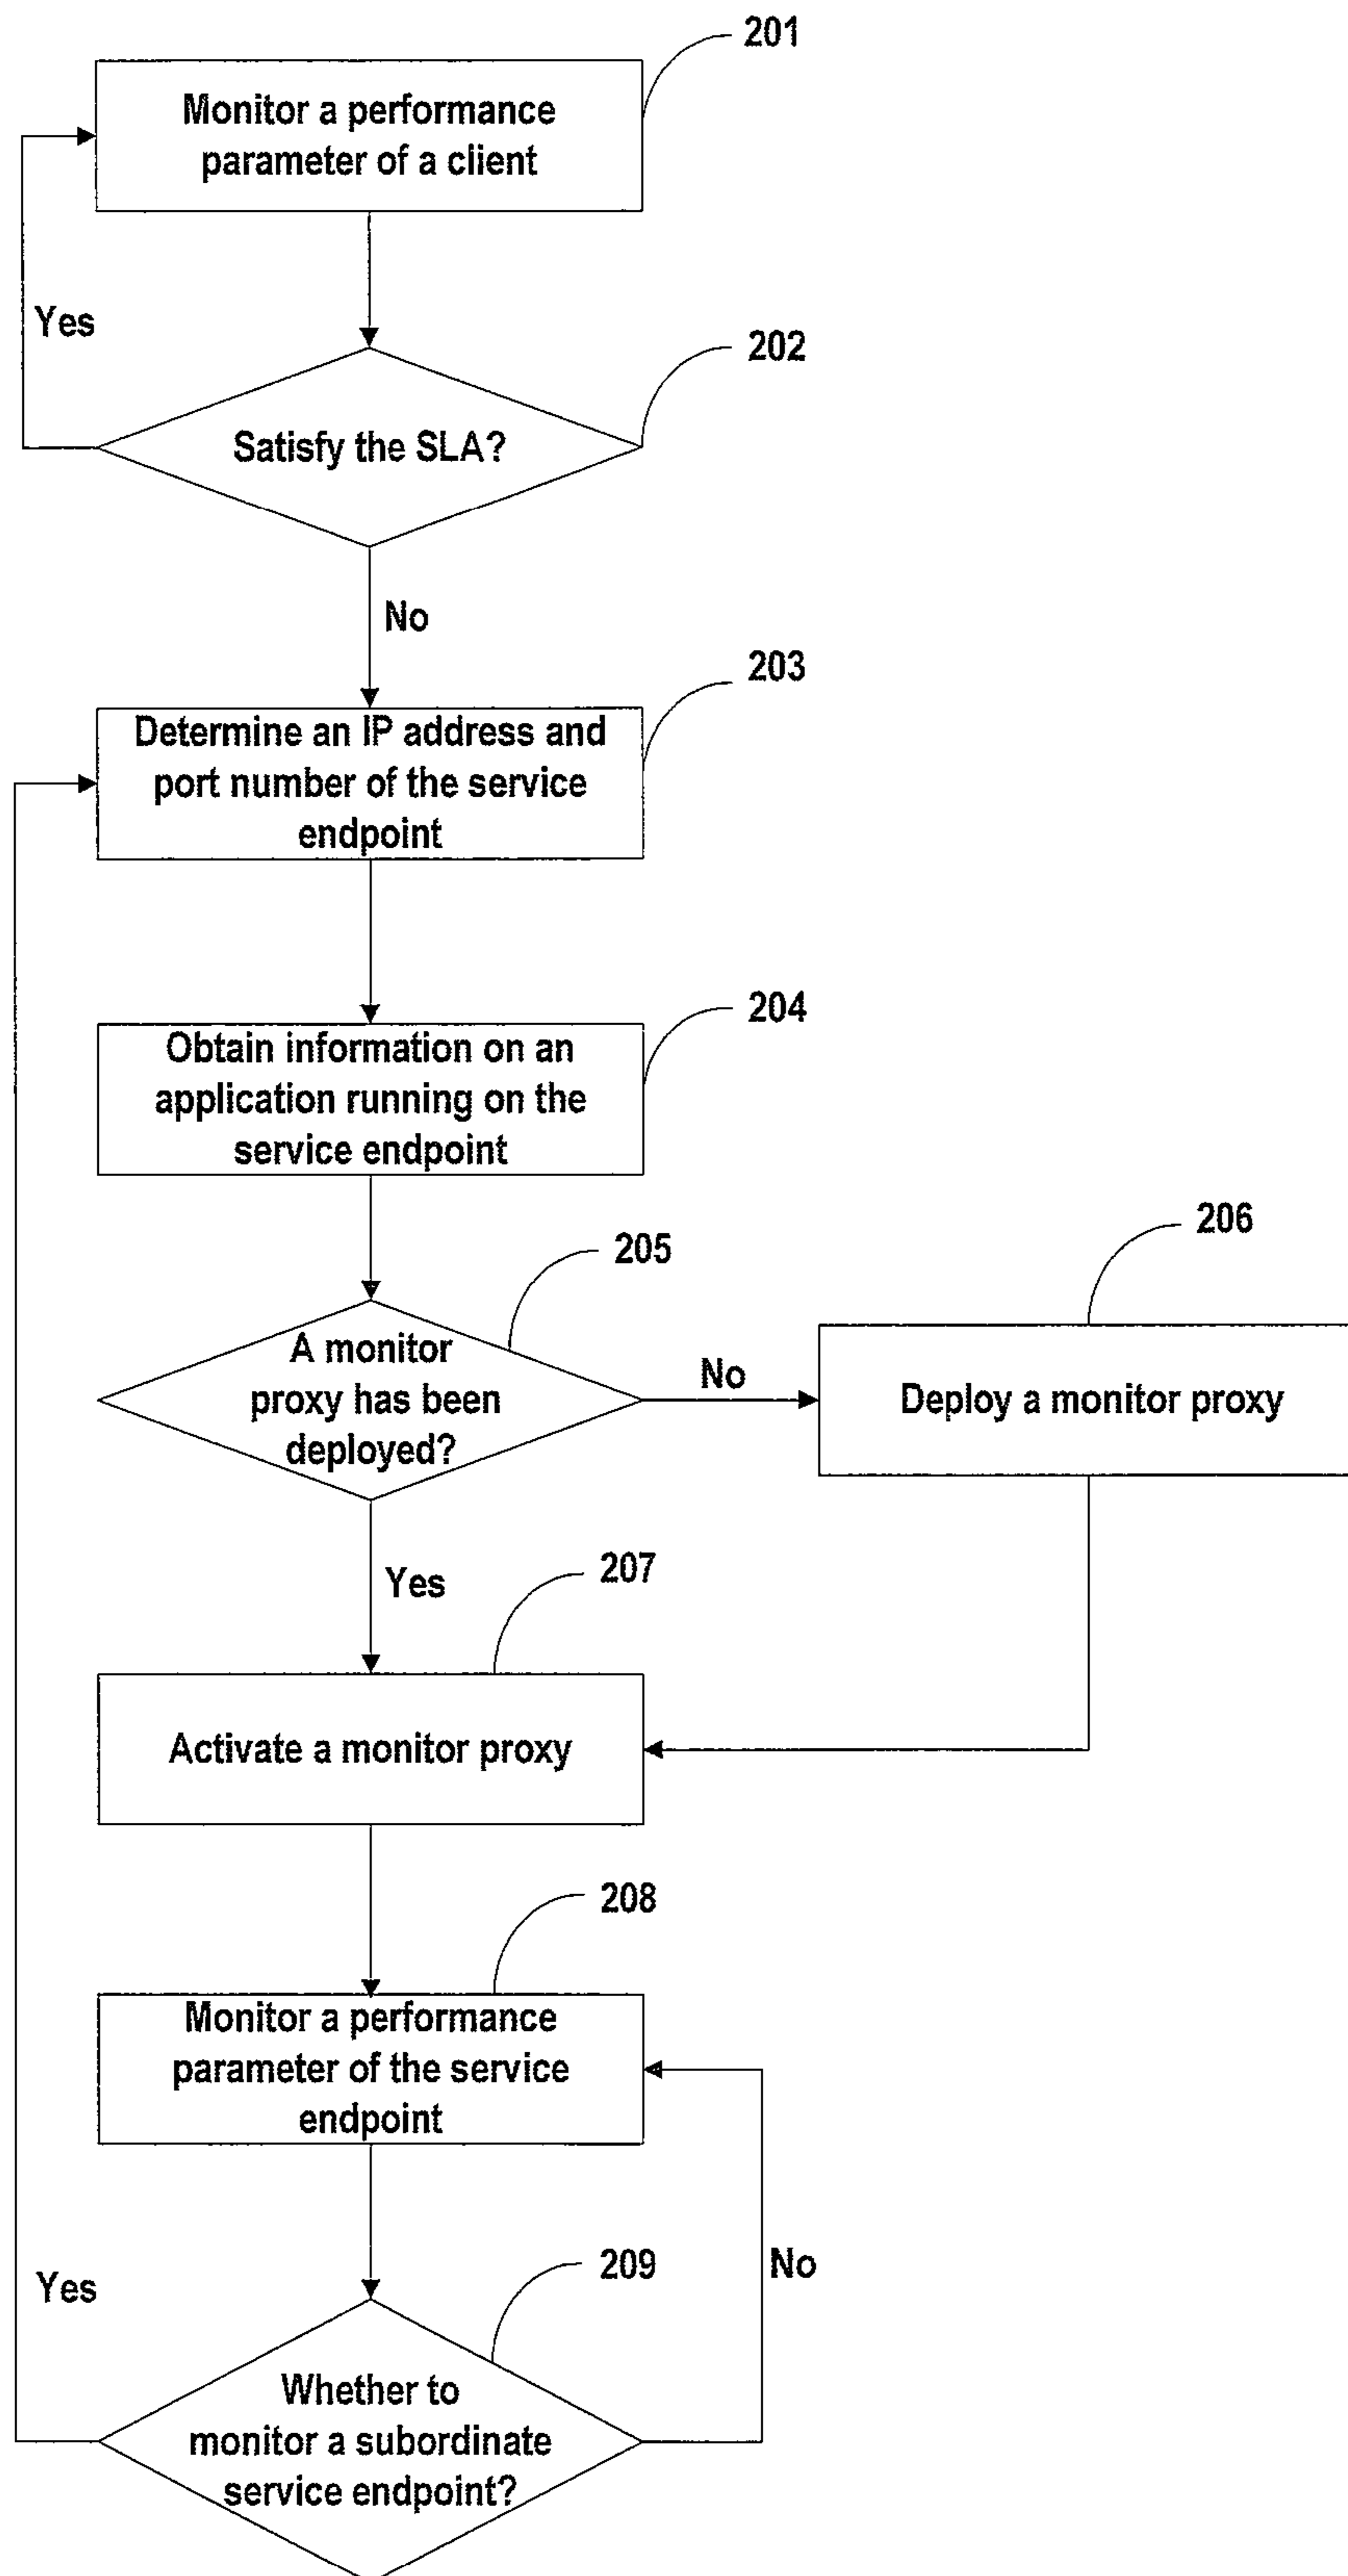 201
Monitor a performance
parameter of a client
Yes
202
Satisfy the SLA?
No
203
Determine an IP address and
port number of the service
endpoint
204
Obtain information on an
application running on the
service endpoint
205
206
A monitor
proxy has been
deployed?
No
Deploy a monitor proxy
Yes
207
Activate a monitor proxy
208
Monitor a performance
parameter of the service
endpoint
Yes
209
No
Whether to
monitor a subordinate
service endpoint?